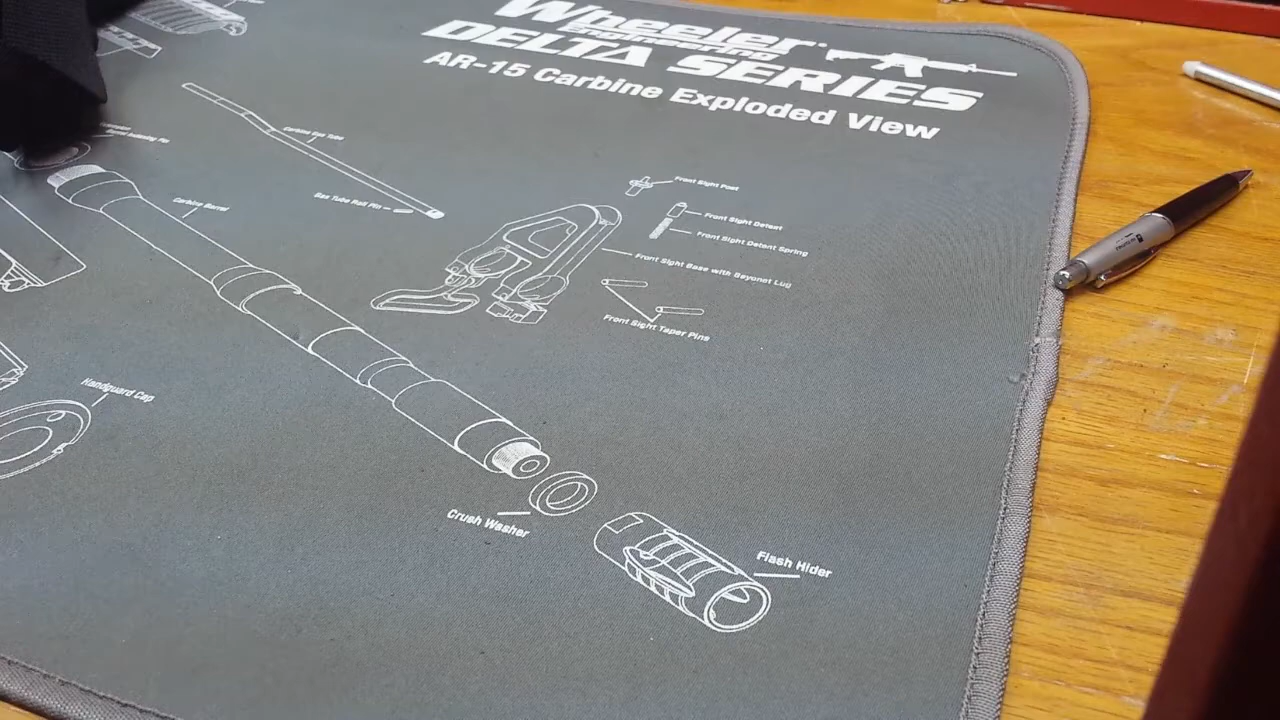 Wheeler
Engineering
DELTA SERIES
AR-15 Carbine Exploded View
Carbine Gas Tube
Gas Tube Roll Pin
Carbine Barrel
Front Sight Post
Front Sight Detent
Front Sight Detent Spring
Front Sight Base with Bayonet Lug
Front Sight Taper Pins
Handguard Cap
Crush Washer
Flash Hider